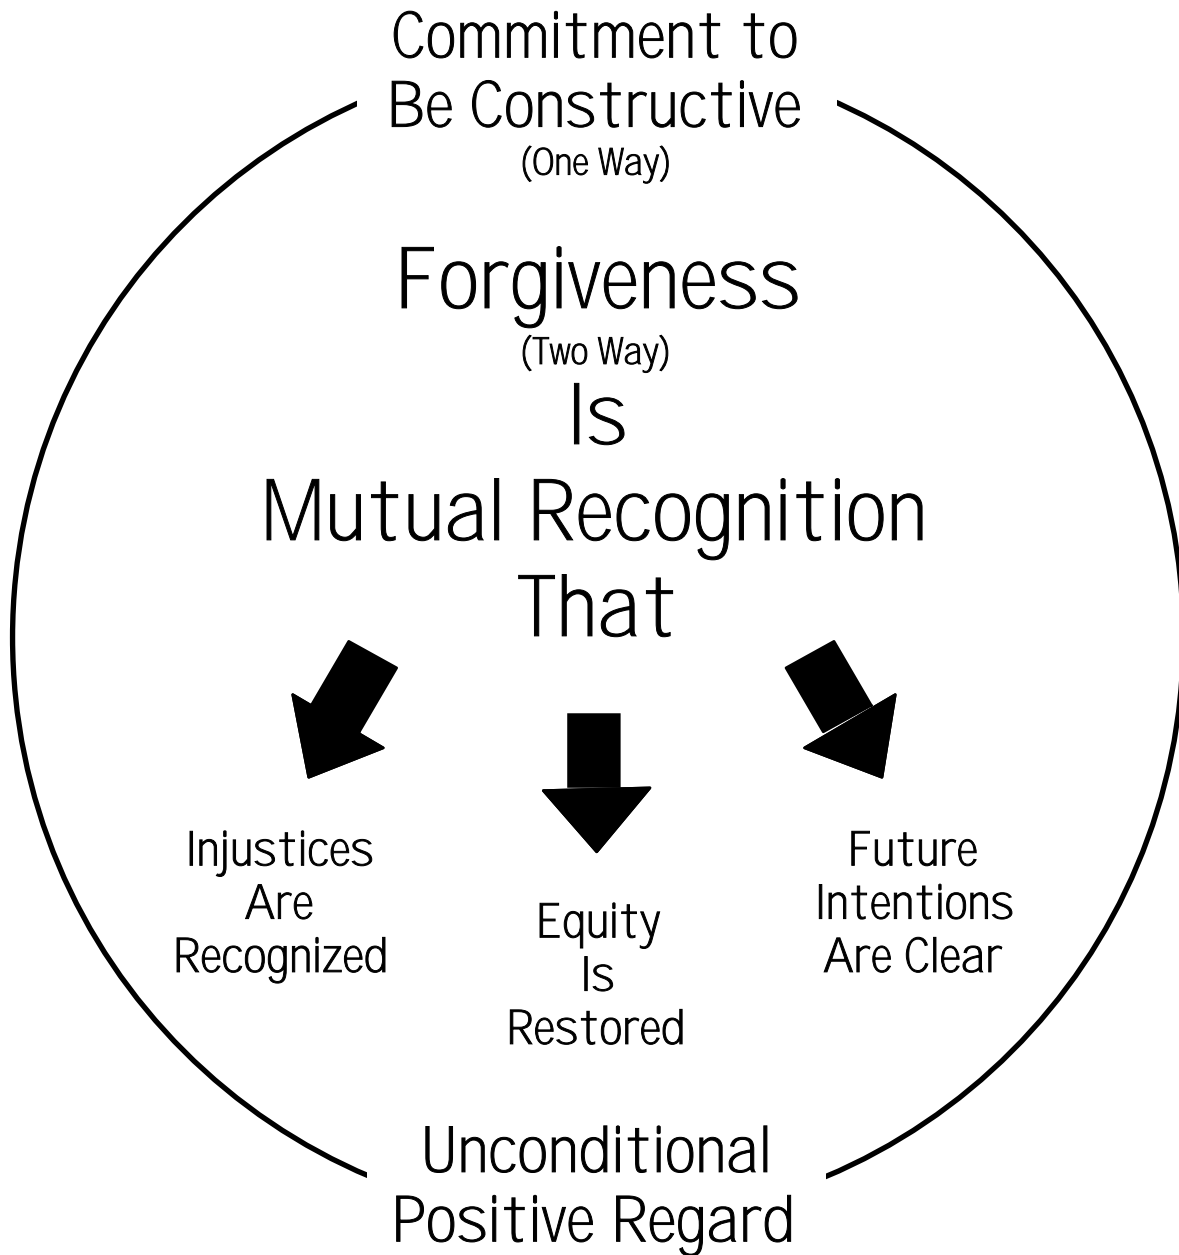 Commitment to
Be Constructive
(One Way)
Forgiveness
(Two Way)
Is
Mutual Recognition
That
Injustices
Are
Recognized
Equity
Is
Restored
Future
Intentions
Are Clear
Unconditional
Positive Regard